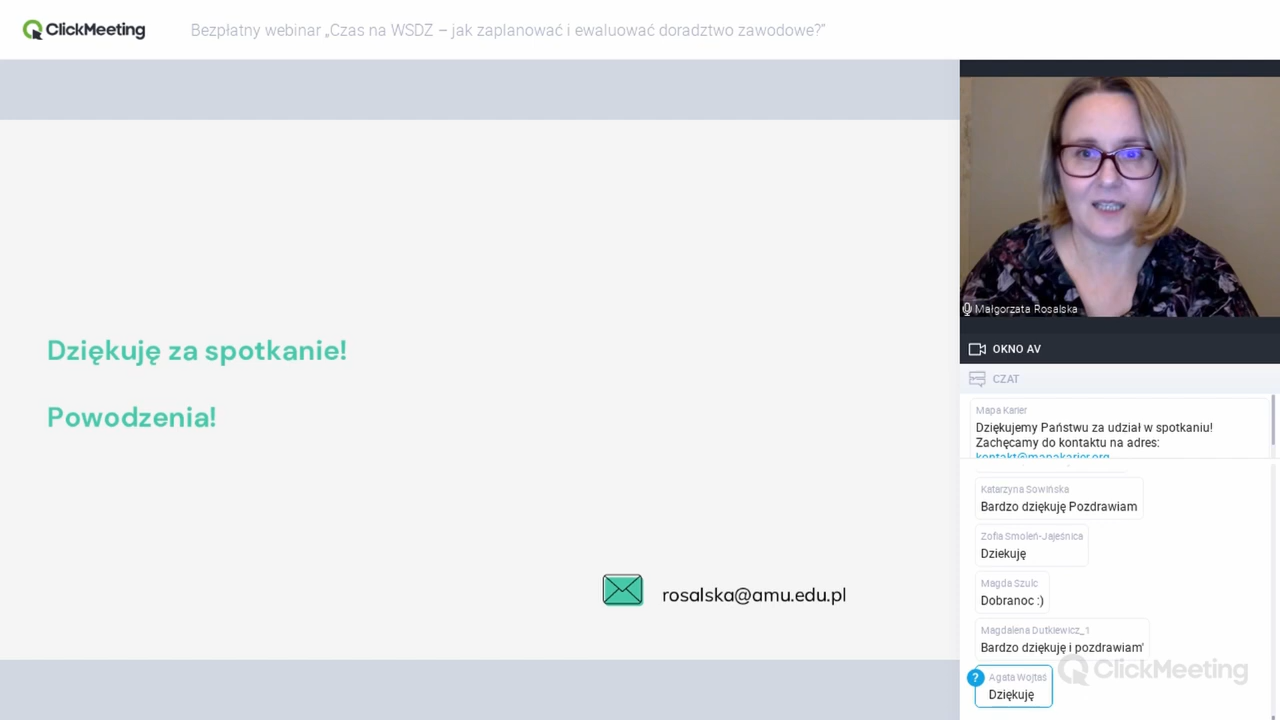 ClickMeeting
Bezpłatny webinar „Czas na WSDZ – jak zaplanować i ewaluować doradztwo zawodowe?”
Dziękuję za spotkanie!
Powodzenia!
rosalska@amu.edu.pl
Małgorzata Rosalska
OKNO AV
CZAT
Mapa Karier
Dziękujemy Państwu za udział w spotkaniu!
Zachęcamy do kontaktu na adres:
kontakt@mapakarier.org
Katarzyna Sowińska
Bardzo dziękuję Pozdrawiam
Zofia Smoleń-Jajeśnica
Dziekuję
Magda Szulc
Dobranoc :)
Magdalena Dutkiewicz_1
Bardzo dziękuję i pozdrawiam'
ClickMeeting
?
Agata Wojtaś
Dziękuję